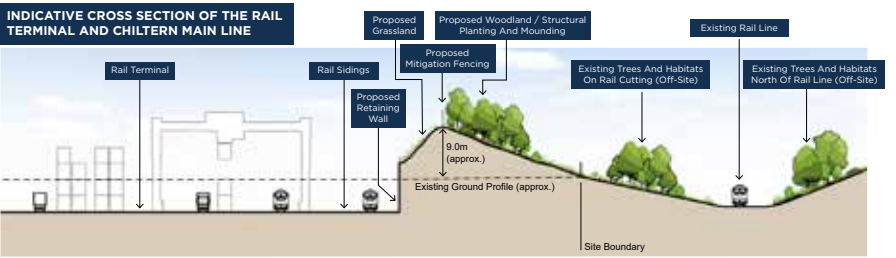 INDICATIVE CROSS SECTION OF THE RAIL
TERMINAL AND CHILTERN MAIN LINE
Proposed
Grassland
Proposed Woodland / Structural
Planting And Mounding
Existing Rail Line
Proposed
Mitigation Fencing
Rail Terminal
Rail Sidings
Existing Trees And Habitats
On Rail Cutting (Off-Site)
Existing Trees And Habitats
North Of Rail Line (Off-Site)
Proposed
Retaining
Wall
9.0m
(approx.)
Existing Ground Profile (approx.)
Site Boundary